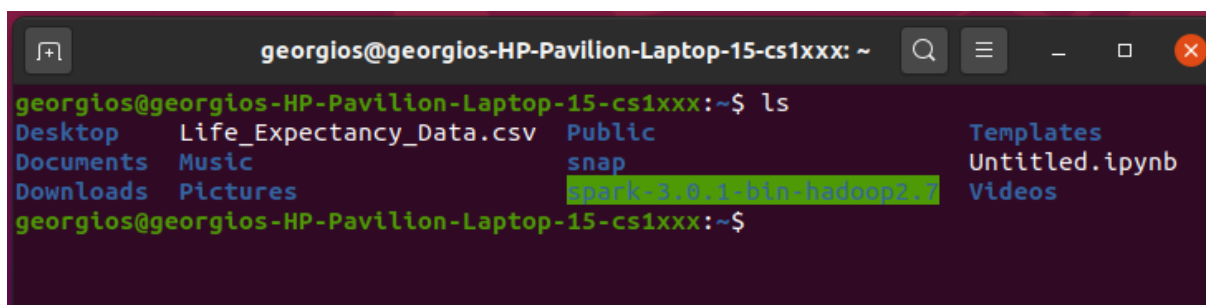 georgios@georgios-HP-Pavilion-Laptop-15-cs1xxx: ~
georgios@georgios-HP-Pavilion-Laptop-15-cs1xxx:~$ ls
Desktop Life_Expectancy_Data.csv Public Templates
Documents Music snap Untitled.ipynb
Downloads Pictures spark-3.0.1-bin-hadoop2.7 Videos
georgios@georgios-HP-Pavilion-Laptop-15-cs1xxx:~$